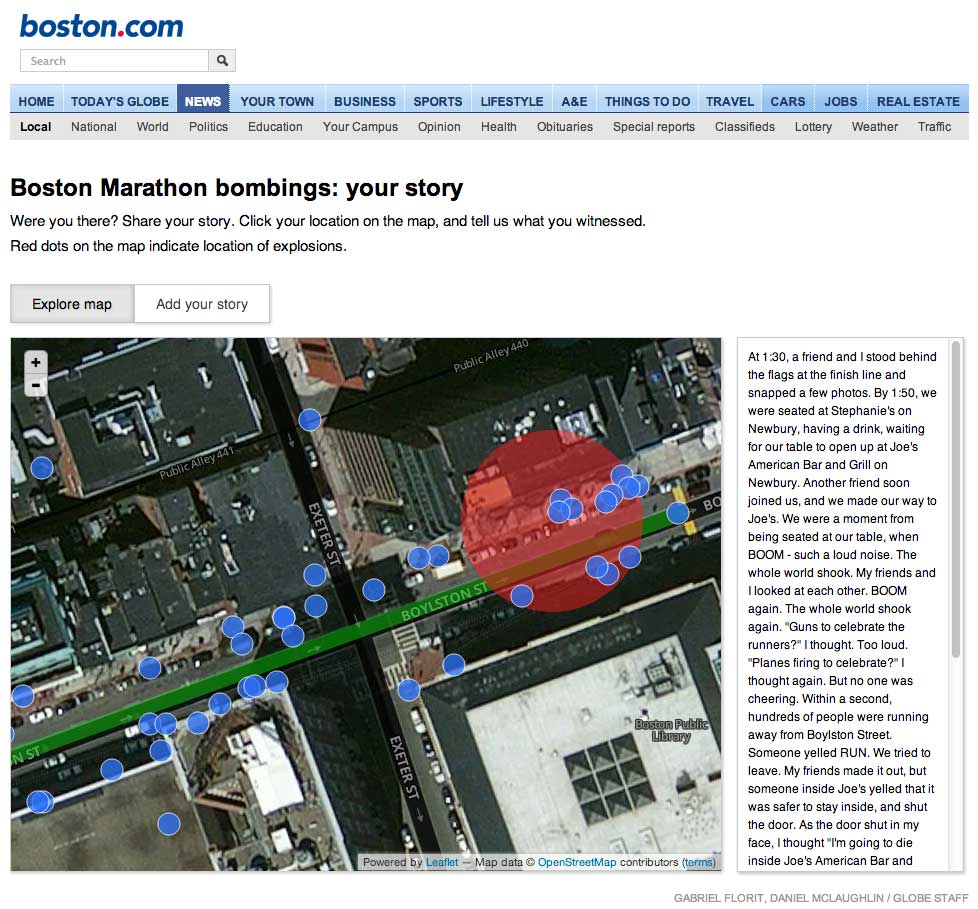 boston.com
Search
HOME TODAY'S GLOBE NEWS YOUR TOWN BUSINESS SPORTS LIFESTYLE A&E THINGS TO DO TRAVEL CARS JOBS REAL ESTATE
Local National World Politics Education Your Campus Opinion Health Obituaries Special reports Classifieds Lottery Weather Traffic
Boston Marathon bombings: your story
Were you there? Share your story. Click your location on the map, and tell us what you witnessed.
Red dots on the map indicate location of explosions.
Explore map Add your story
+
-
Public Alley 440
Public Alley 441
EXETER ST
BO
BOYLSTON ST
Boston Public
Library
N ST
EXETER ST
Powered by Leaflet — Map data © OpenStreetMap contributors (terms)
At 1:30, a friend and I stood behind
the flags at the finish line and
snapped a few photos. By 1:50, we
were seated at Stephanie's on
Newbury, having a drink, waiting
for our table to open up at Joe's
American Bar and Grill on
Newbury. Another friend soon
joined us, and we made our way to
Joe's. We were a moment from
being seated at our table, when
BOOM - such a loud noise. The
whole world shook. My friends and
I looked at each other. BOOM
again. The whole world shook
again. "Guns to celebrate the
runners?" I thought. Too loud.
"Planes firing to celebrate?" I
thought again. But no one was
cheering. Within a second,
hundreds of people were running
away from Boylston Street.
Someone yelled RUN. We tried to
leave. My friends made it out, but
someone inside Joe's yelled that it
was safer to stay inside, and shut
the door. As the door shut in my
face, I thought "I'm going to die
inside Joe's American Bar and
GABRIEL FLORIT, DANIEL MCLAUGHLIN / GLOBE STAFF